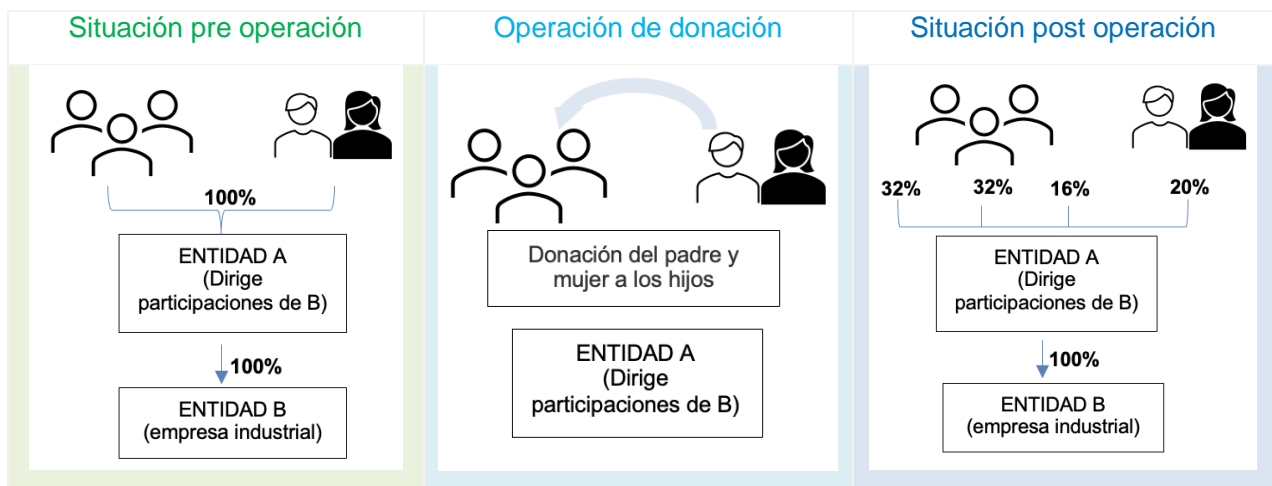 Situación pre operación
100%
ENTIDAD A
(Dirige
participaciones de B)
100%
ENTIDAD B
(empresa industrial)
Operación de donación
Donación del padre y
mujer a los hijos
ENTIDAD A
(Dirige
participaciones de B)
Situación post operación
32% 32% 16% 20%
ENTIDAD A
(Dirige
participaciones de B)
100%
ENTIDAD B
(empresa industrial)